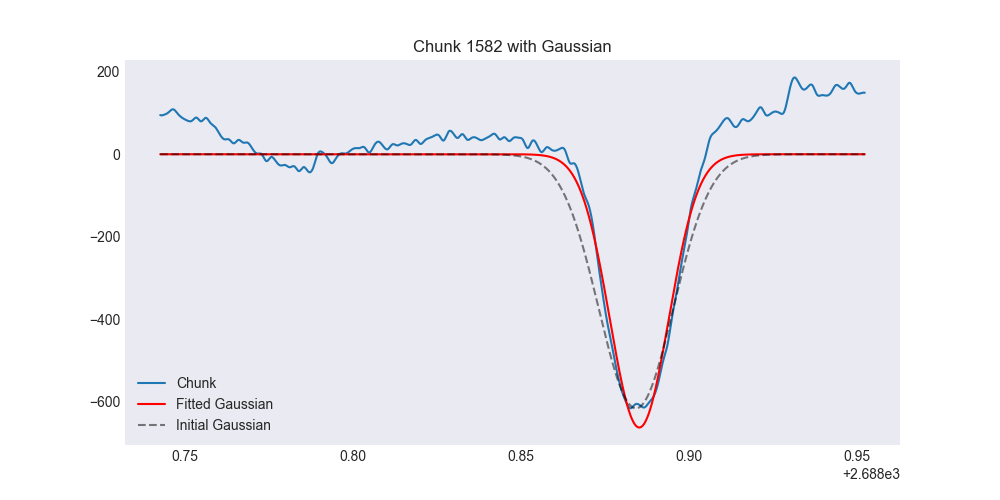 Chunk 1582 with Gaussian
200
0
−200
−400
−600
Chunk
Fitted Gaussian
Initial Gaussian
0.75 0.80 0.85 0.90 0.95
+2.688e3